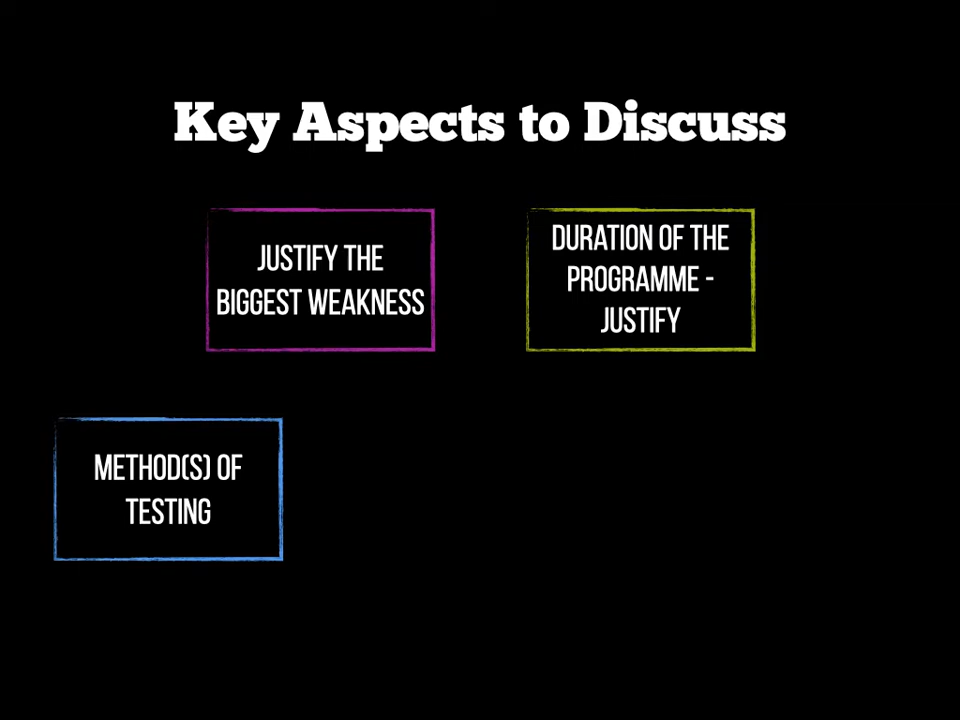 Key Aspects to Discuss
JUSTIFY THE
BIGGEST WEAKNESS
DURATION OF THE
PROGRAMME -
JUSTIFY
METHOD(S) OF
TESTING